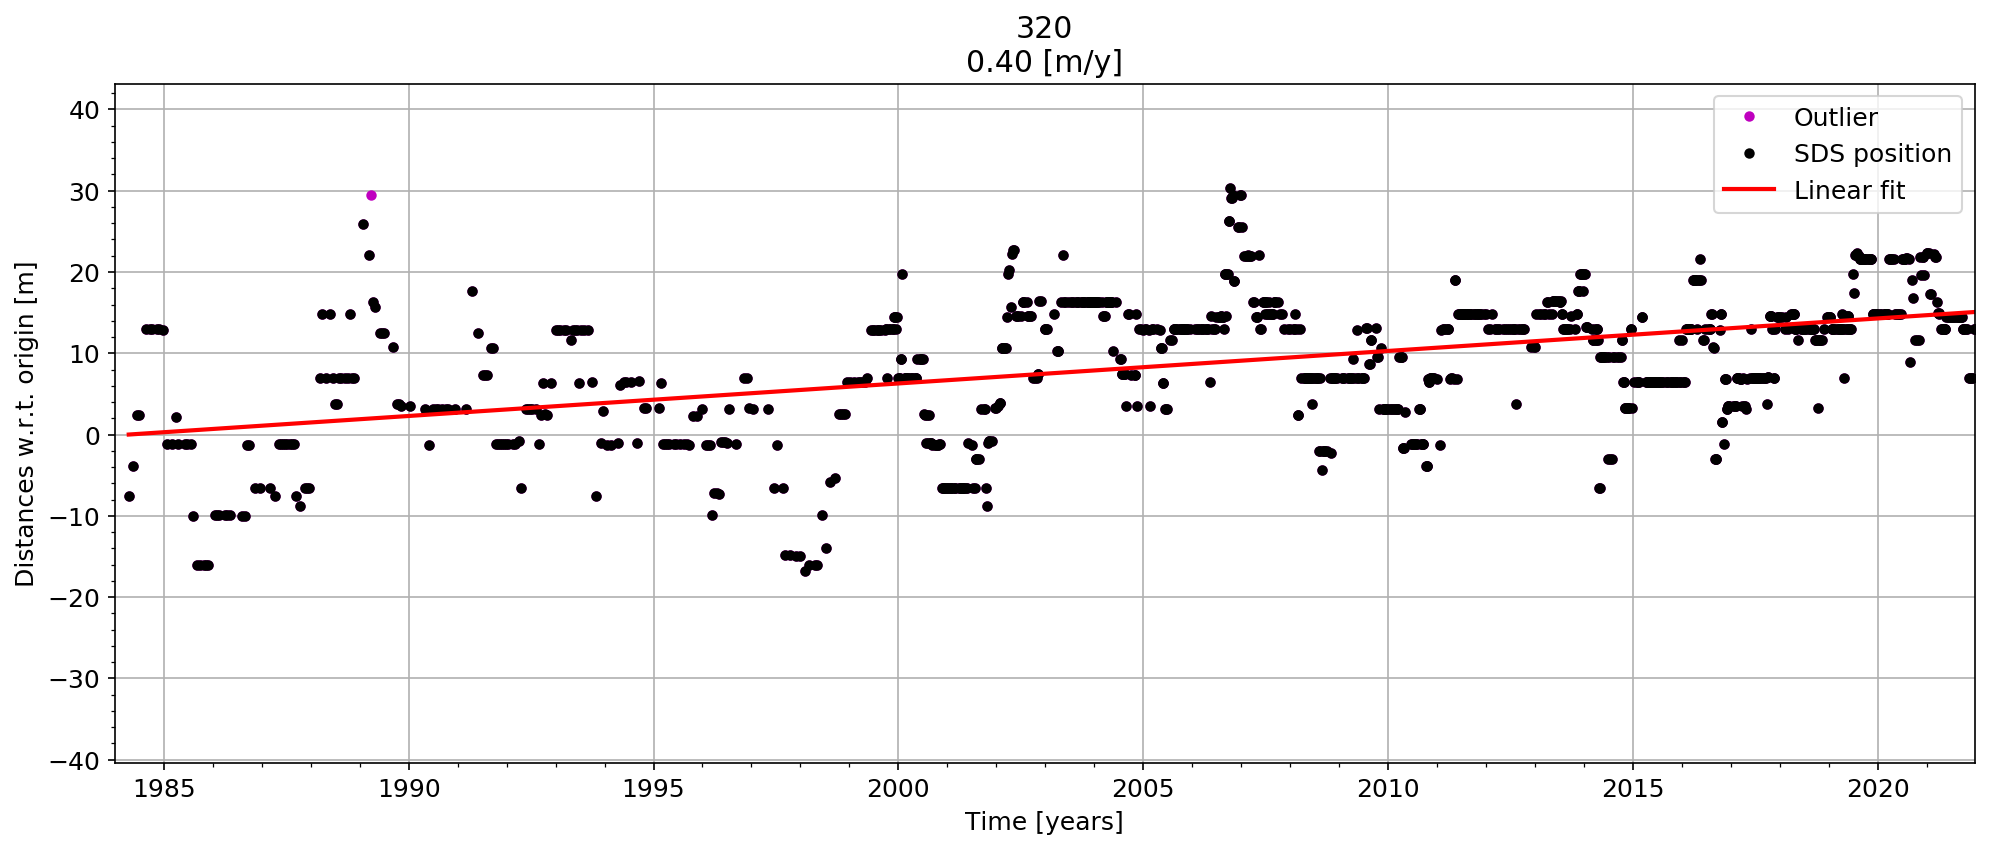 320
0.40 [m/y]
Outlier
SDS position
Linear fit
Distances w.r.t. origin [m]
40
30
20
10
0
−10
−20
−30
−40
1985 1990 1995 2000 2005 2010 2015 2020
Time [years]